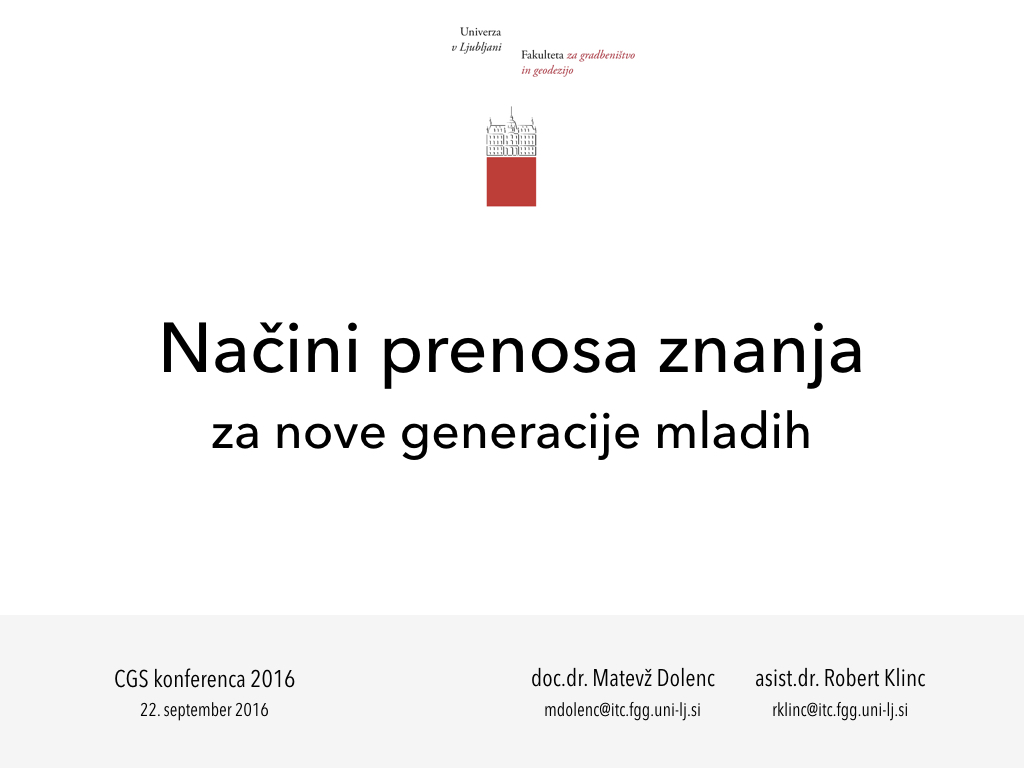 Univerza
v Ljubljani
Fakulteta za gradbeništvo
in geodezijo
Načini prenosa znanja
za nove generacije mladih
CGS konferenca 2016
22. september 2016
doc.dr. Matevž Dolenc
mdolenc@itc.fgg.uni-lj.si
asist.dr. Robert Klinc
rklinc@itc.fgg.uni-lj.si